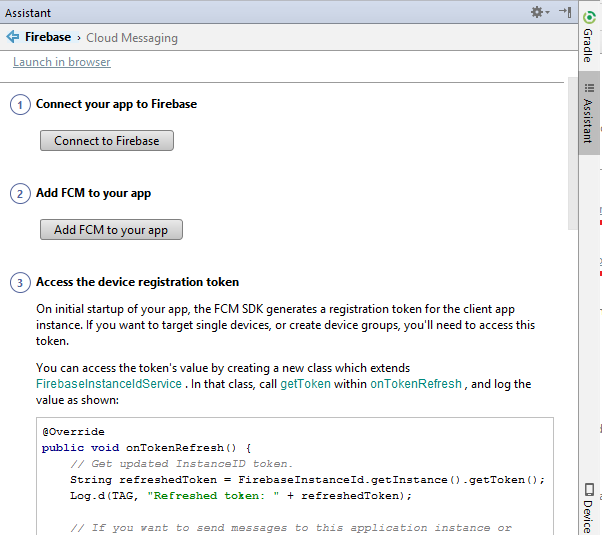 Assistant
Firebase › Cloud Messaging
Launch in browser
1 Connect your app to Firebase
Connect to Firebase
2 Add FCM to your app
Add FCM to your app
3 Access the device registration token
On initial startup of your app, the FCM SDK generates a registration token for the client app
instance. If you want to target single devices, or create device groups, you'll need to access this
token.
You can access the token's value by creating a new class which extends
FirebaseInstanceIdService . In that class, call getToken within onTokenRefresh , and log the
value as shown:
@Override
public void onTokenRefresh() {
// Get updated InstanceID token.
String refreshedToken = FirebaseInstanceId.getInstance().getToken();
Log.d(TAG, "Refreshed token: " + refreshedToken);
// If you want to send messages to this application instance or
Gradle
Assistant
Device